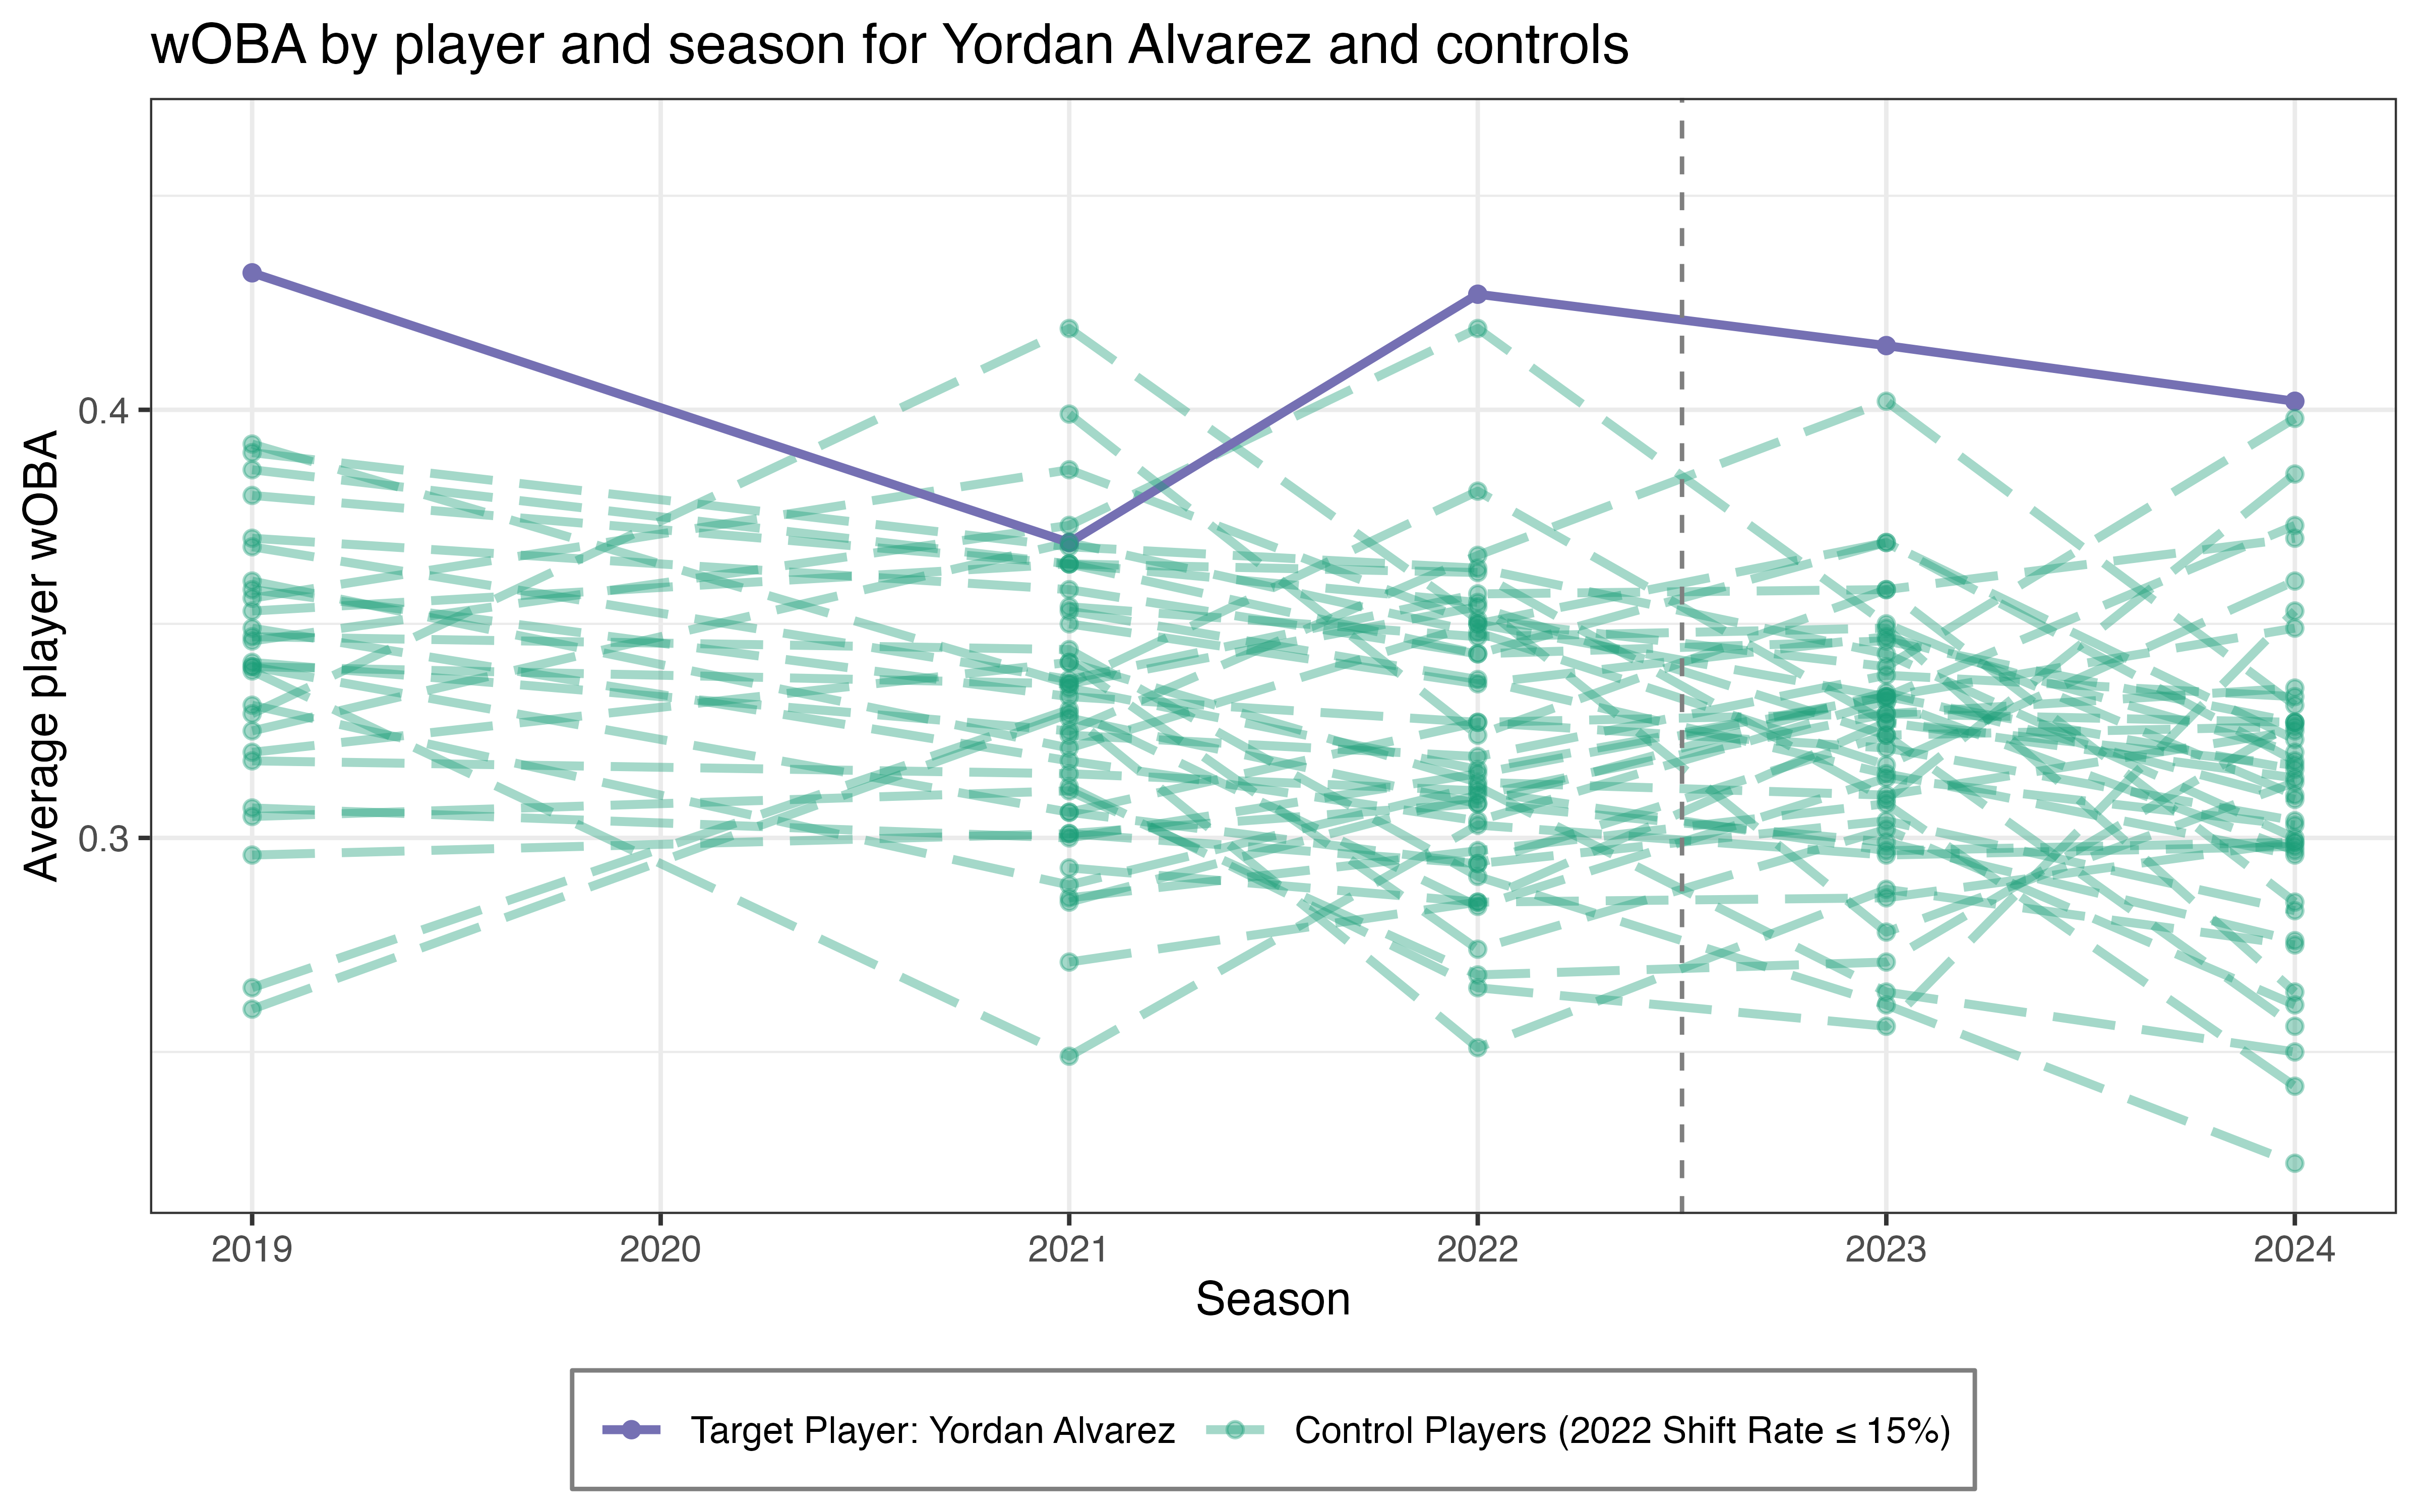 wOBA by player and season for Yordan Alvarez and controls
Average player wOBA
0.4
0.3
2019 2020 2021 2022 2023 2024
Season
Target Player: Yordan Alvarez Control Players (2022 Shift Rate ≤ 15%)